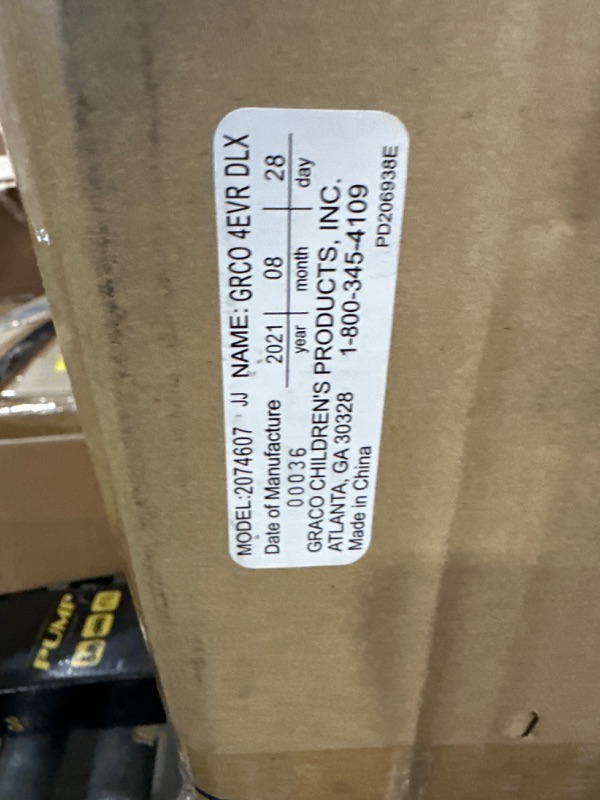 MODEL:2074607 JJ NAME: GRCO 4EVR DLX
Date of Manufacture 2021 08 28
year month day
00036
GRACO CHILDREN'S PRODUCTS, INC.
ATLANTA, GA 30328 1-800-345-4109
Made in China
PD206938E
PUMP